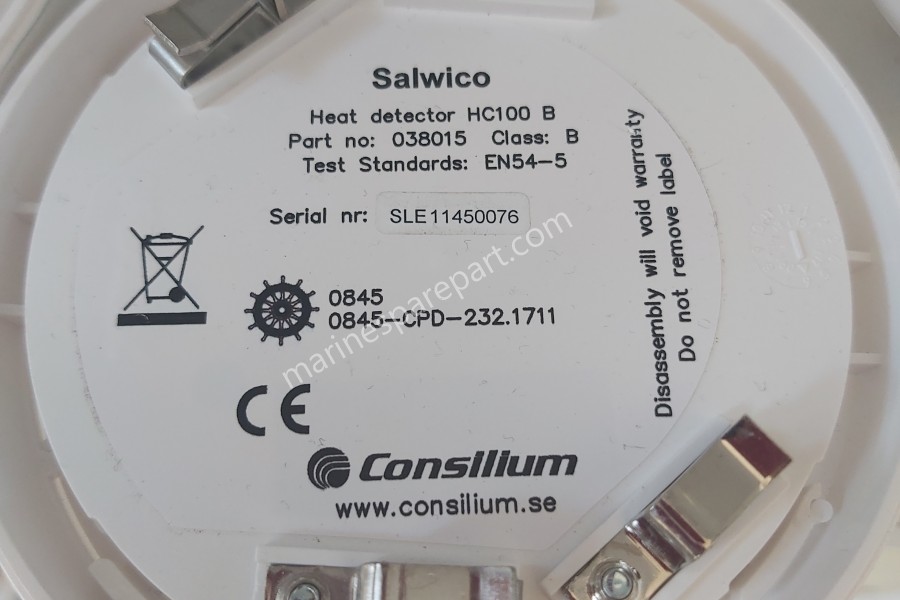 Salwico
Heat detector HC100 B
Part no: 038015 Class: B
Test Standards: EN54-5
Serial nr: SLE11450076
0845
0845-CPD-232.1711
CE
Consilium
www.consilium.se
Disassembly will void warranty
Do not remove label
marinesparepart.com